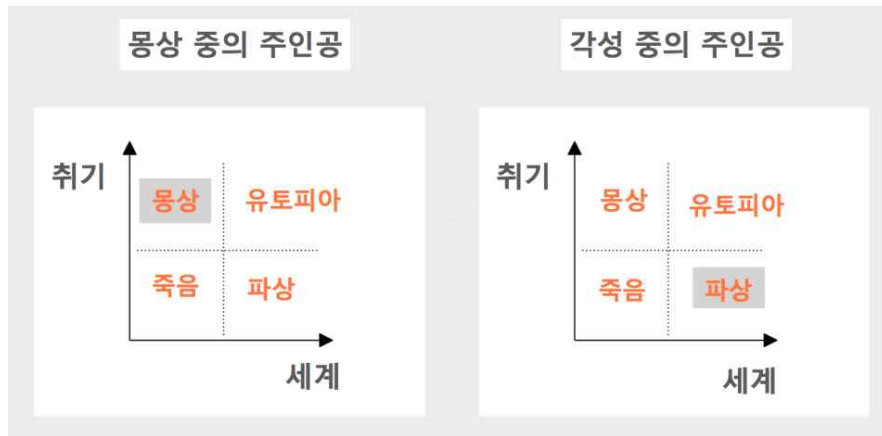 몽상 중의 주인공
취기
몽상
유토피아
죽음
파상
세계
각성 중의 주인공
취기
몽상
유토피아
죽음
파상
세계